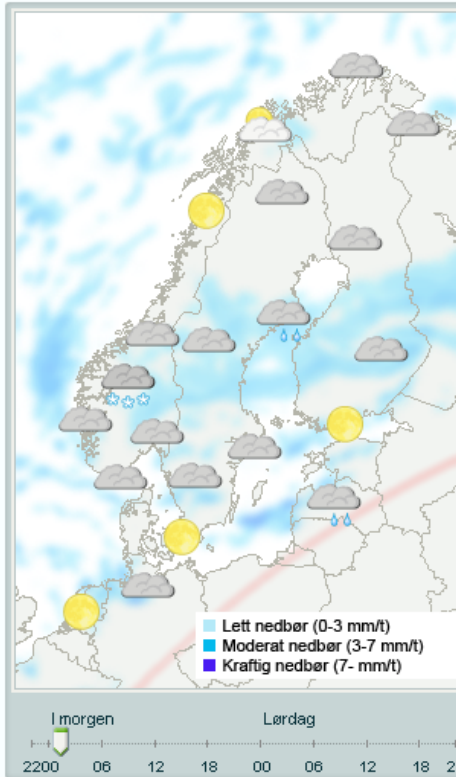 Lett nedbør (0-3 mm/t)
Moderat nedbør (3-7 mm/t)
Kraftig nedbør (7- mm/t)
I morgen Lørdag
2200 06 12 18 00 06 12 18 2